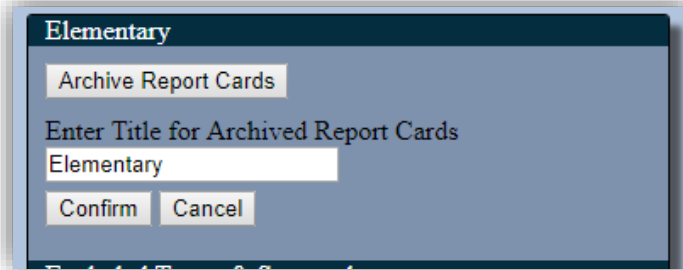 Elementary
Archive Report Cards
Enter Title for Archived Report Cards
Elementary
Confirm Cancel